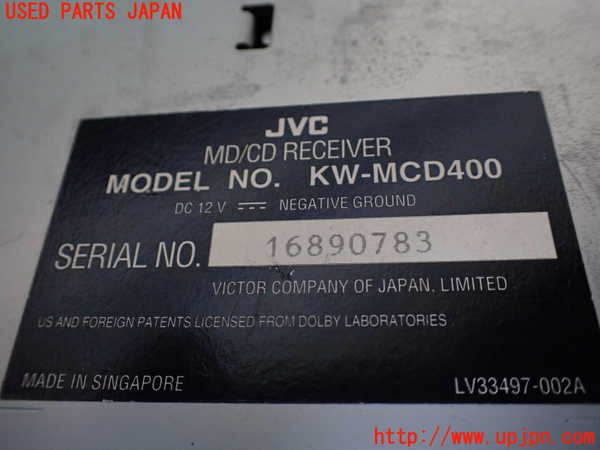 USED PARTS JAPAN
JVC
MD/CD RECEIVER
MODEL NO. KW-MCD400
DC 12 V NEGATIVE GROUND
SERIAL NO. 16890783
VICTOR COMPANY OF JAPAN, LIMITED
US AND FOREIGN PATENTS LICENSED FROM DOLBY LABORATORIES
MADE IN SINGAPORE LV33497-002A
http://www.upjpn.com/